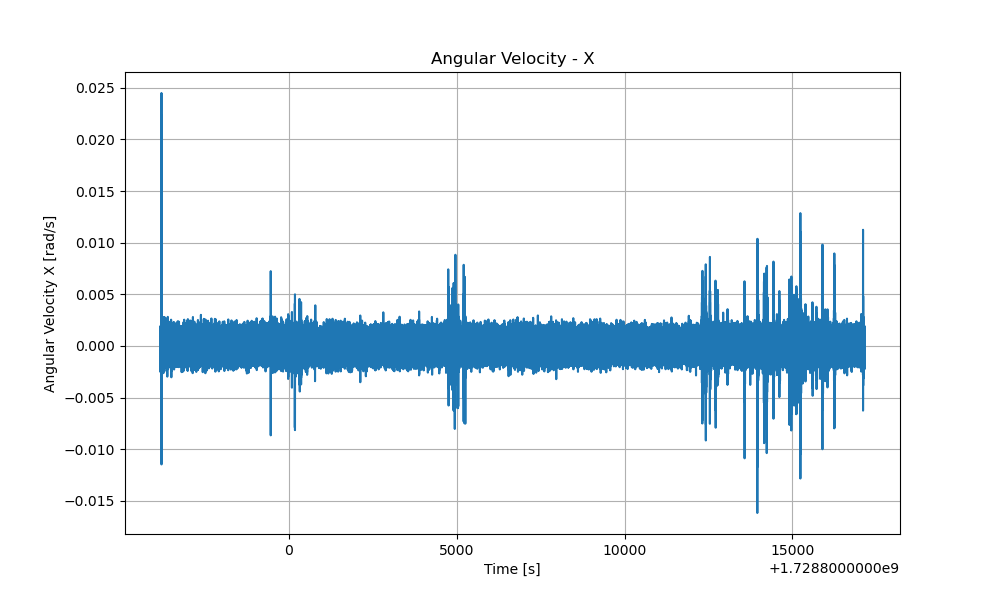 Angular Velocity - X
0.025
0.020
0.015
0.010
0.005
0.000
−0.005
−0.010
−0.015
Angular Velocity X [rad/s]
0 5000 10000 15000
Time [s]
+1.7288000000e9